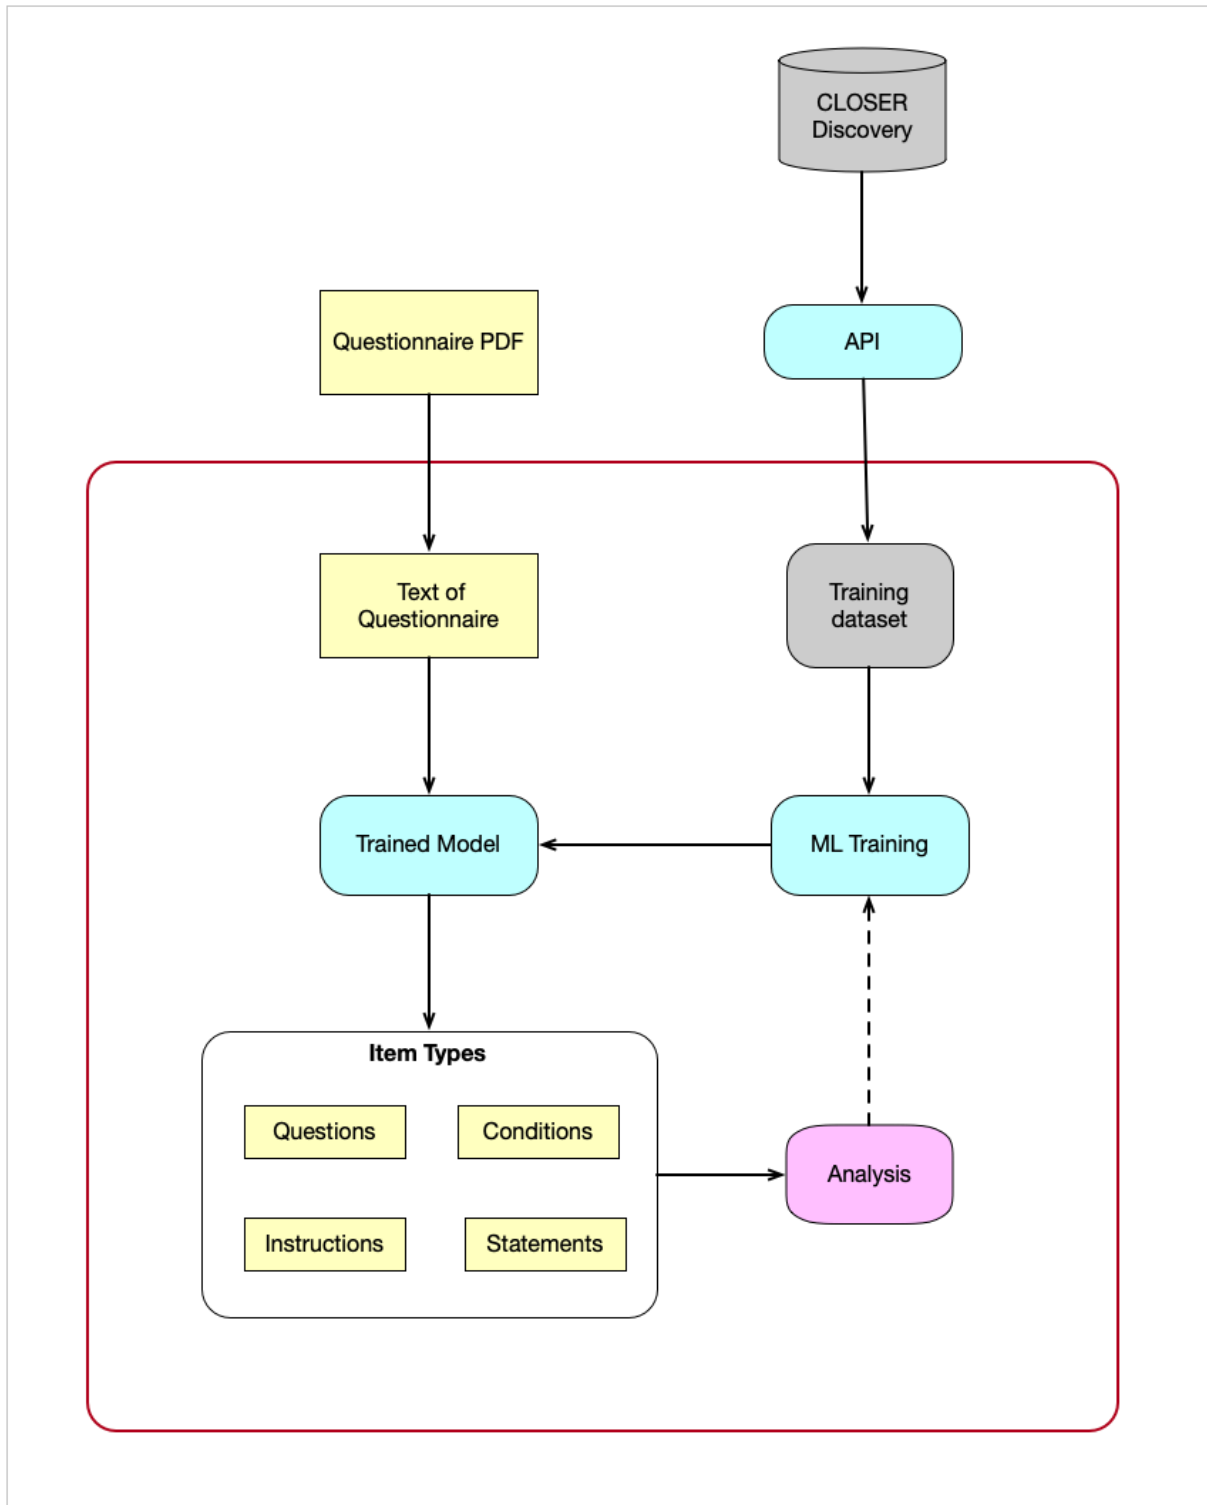 CLOSER
Discovery
Questionnaire PDF
API
Text of
Questionnaire
Training
dataset
Trained Model
ML Training
Item Types
Questions
Conditions
Analysis
Instructions
Statements